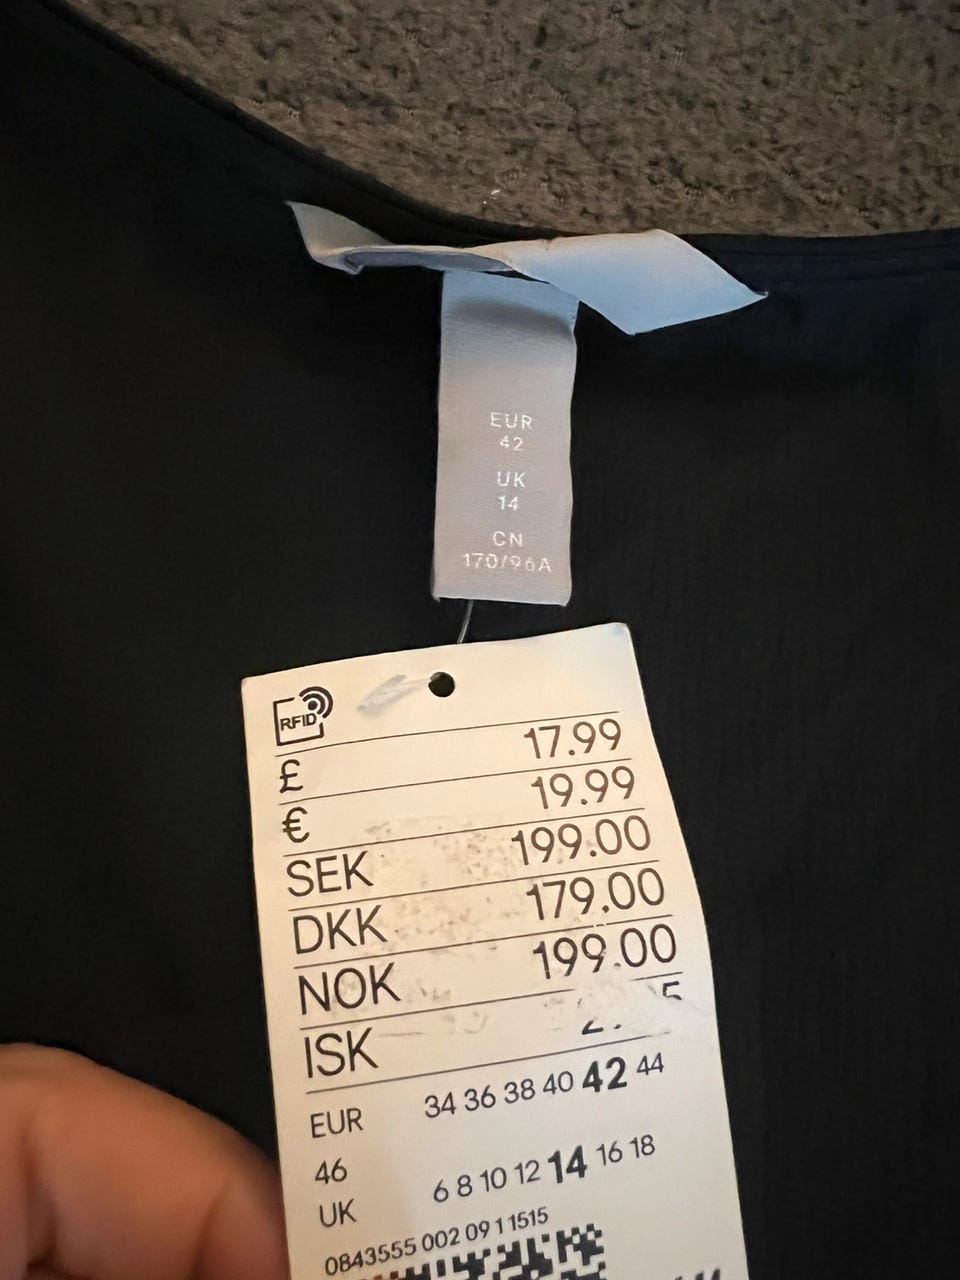 EUR
42
UK
14
CN
170/96A
RFID
£ 17.99
€ 19.99
SEK 199.00
DKK 179.00
NOK 199.00
ISK
EUR 34 36 38 40 42 44
46
UK 6 8 10 12 14 16 18
0843555 002 09 1 1515